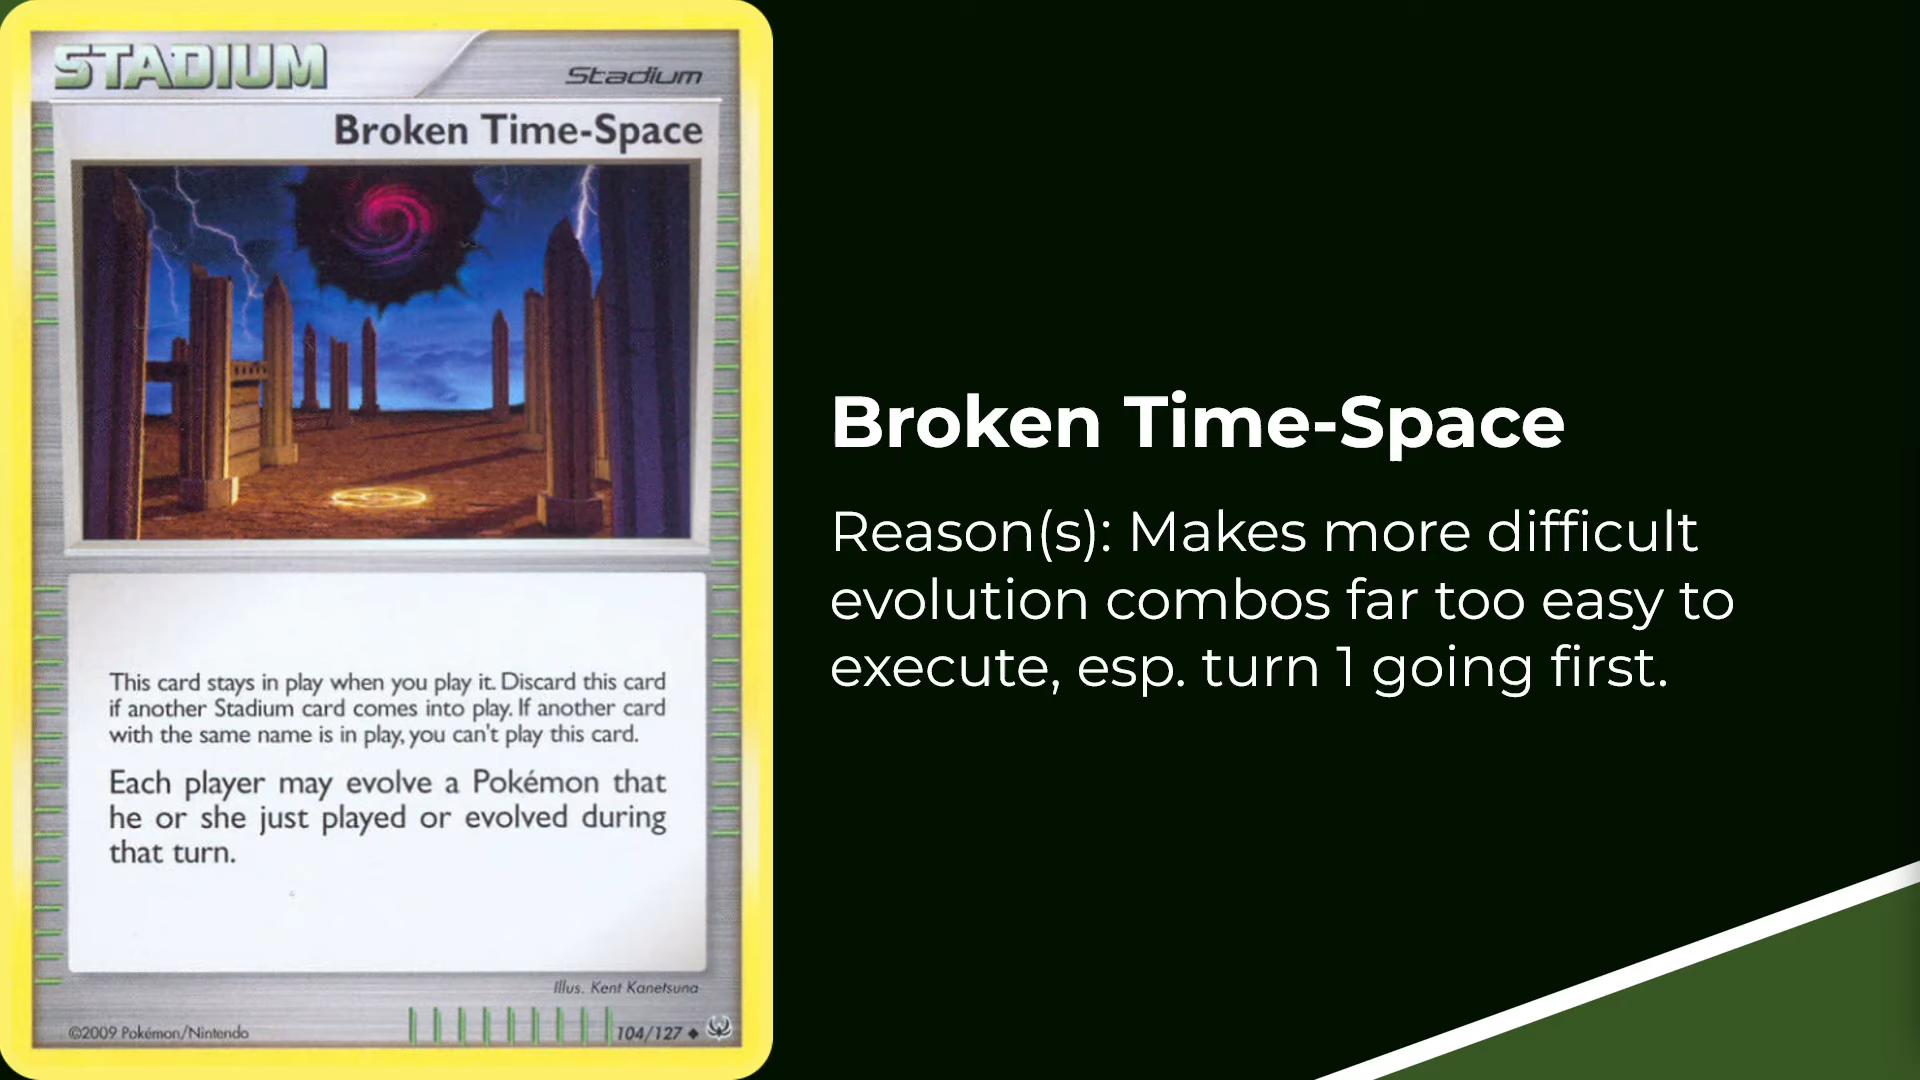 STADIUM
Stadium
Broken Time-Space
This card stays in play when you play it. Discard this card
if another Stadium card comes into play. If another card
with the same name is in play, you can't play this card.
Each player may evolve a Pokémon that
he or she just played or evolved during
that turn.
Illus. Kent Kanetsuna
©2009 Pokémon/Nintendo
104/127
Broken Time-Space
Reason(s): Makes more difficult
evolution combos far too easy to
execute, esp. turn 1 going first.